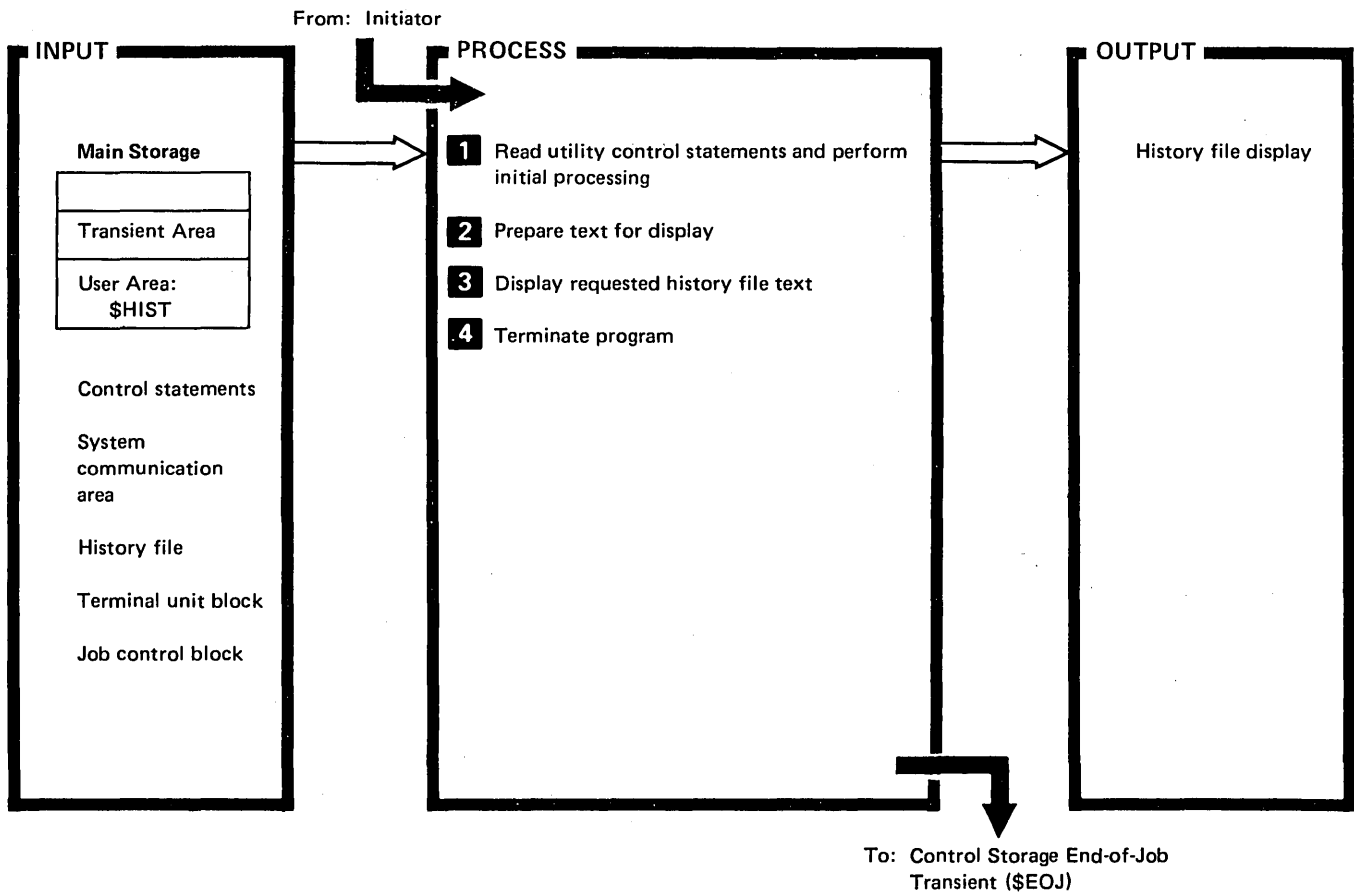 From: Initiator
INPUT
PROCESS
OUTPUT
Main Storage
Transient Area
User Area:
$HIST
Control statements
System
communication
area
History file
Terminal unit block
Job control block
1 Read utility control statements and perform
initial processing
2 Prepare text for display
3 Display requested history file text
4 Terminate program
History file display
To: Control Storage End-of-Job
Transient ($EOJ)